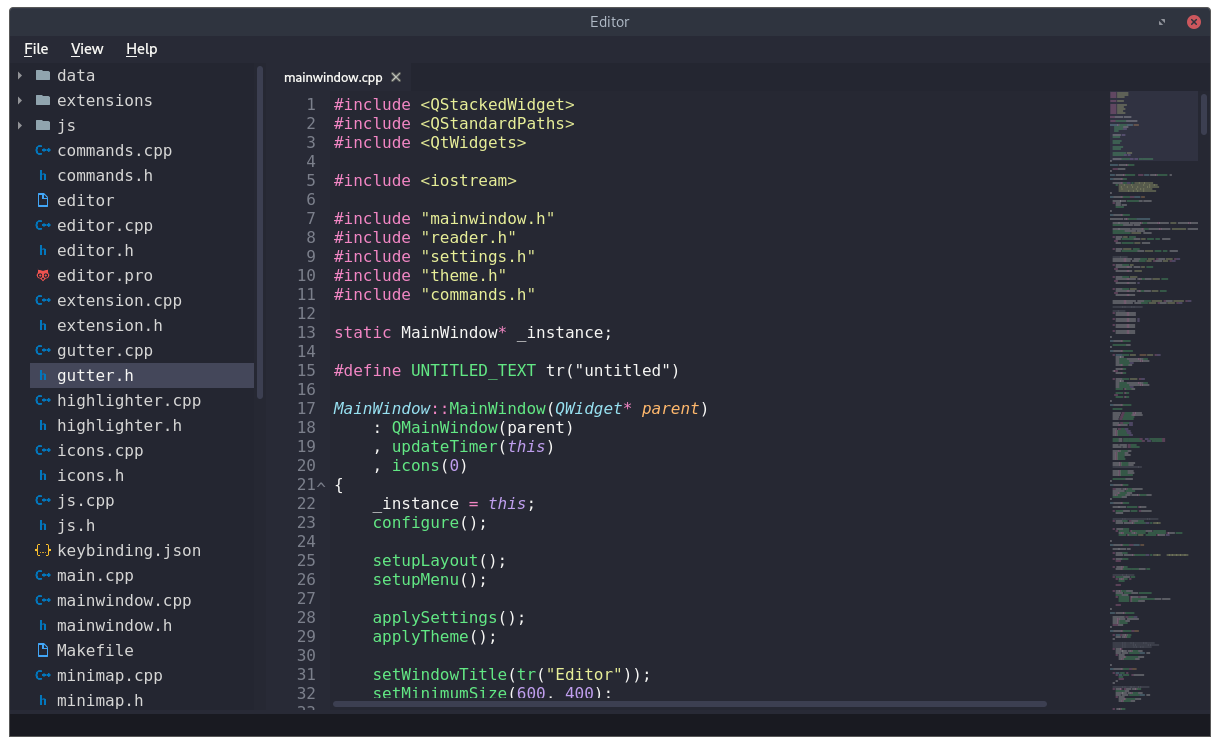 Editor
File View Help
data
extensions
js
commands.cpp
commands.h
editor
editor.cpp
editor.h
editor.pro
extension.cpp
extension.h
gutter.cpp
gutter.h
highlighter.cpp
highlighter.h
icons.cpp
icons.h
js.cpp
js.h
keybinding.json
main.cpp
mainwindow.cpp
mainwindow.h
Makefile
minimap.cpp
minimap.h
mainwindow.cpp
1 #include <QStackedWidget>
2 #include <QStandardPaths>
3 #include <QtWidgets>
4
5 #include <iostream>
6
7 #include "mainwindow.h"
8 #include "reader.h"
9 #include "settings.h"
10 #include "theme.h"
11 #include "commands.h"
12
13 static MainWindow* _instance;
14
15 #define UNTITLED_TEXT tr("untitled")
16
17 MainWindow::MainWindow(QWidget* parent)
18     : QMainWindow(parent)
19     , updateTimer(this)
20     , icons(0)
21 {
22     _instance = this;
23     configure();
24
25     setupLayout();
26     setupMenu();
27
28     applySettings();
29     applyTheme();
30
31     setWindowTitle(tr("Editor"));
32     setMinimumSize(600, 400);